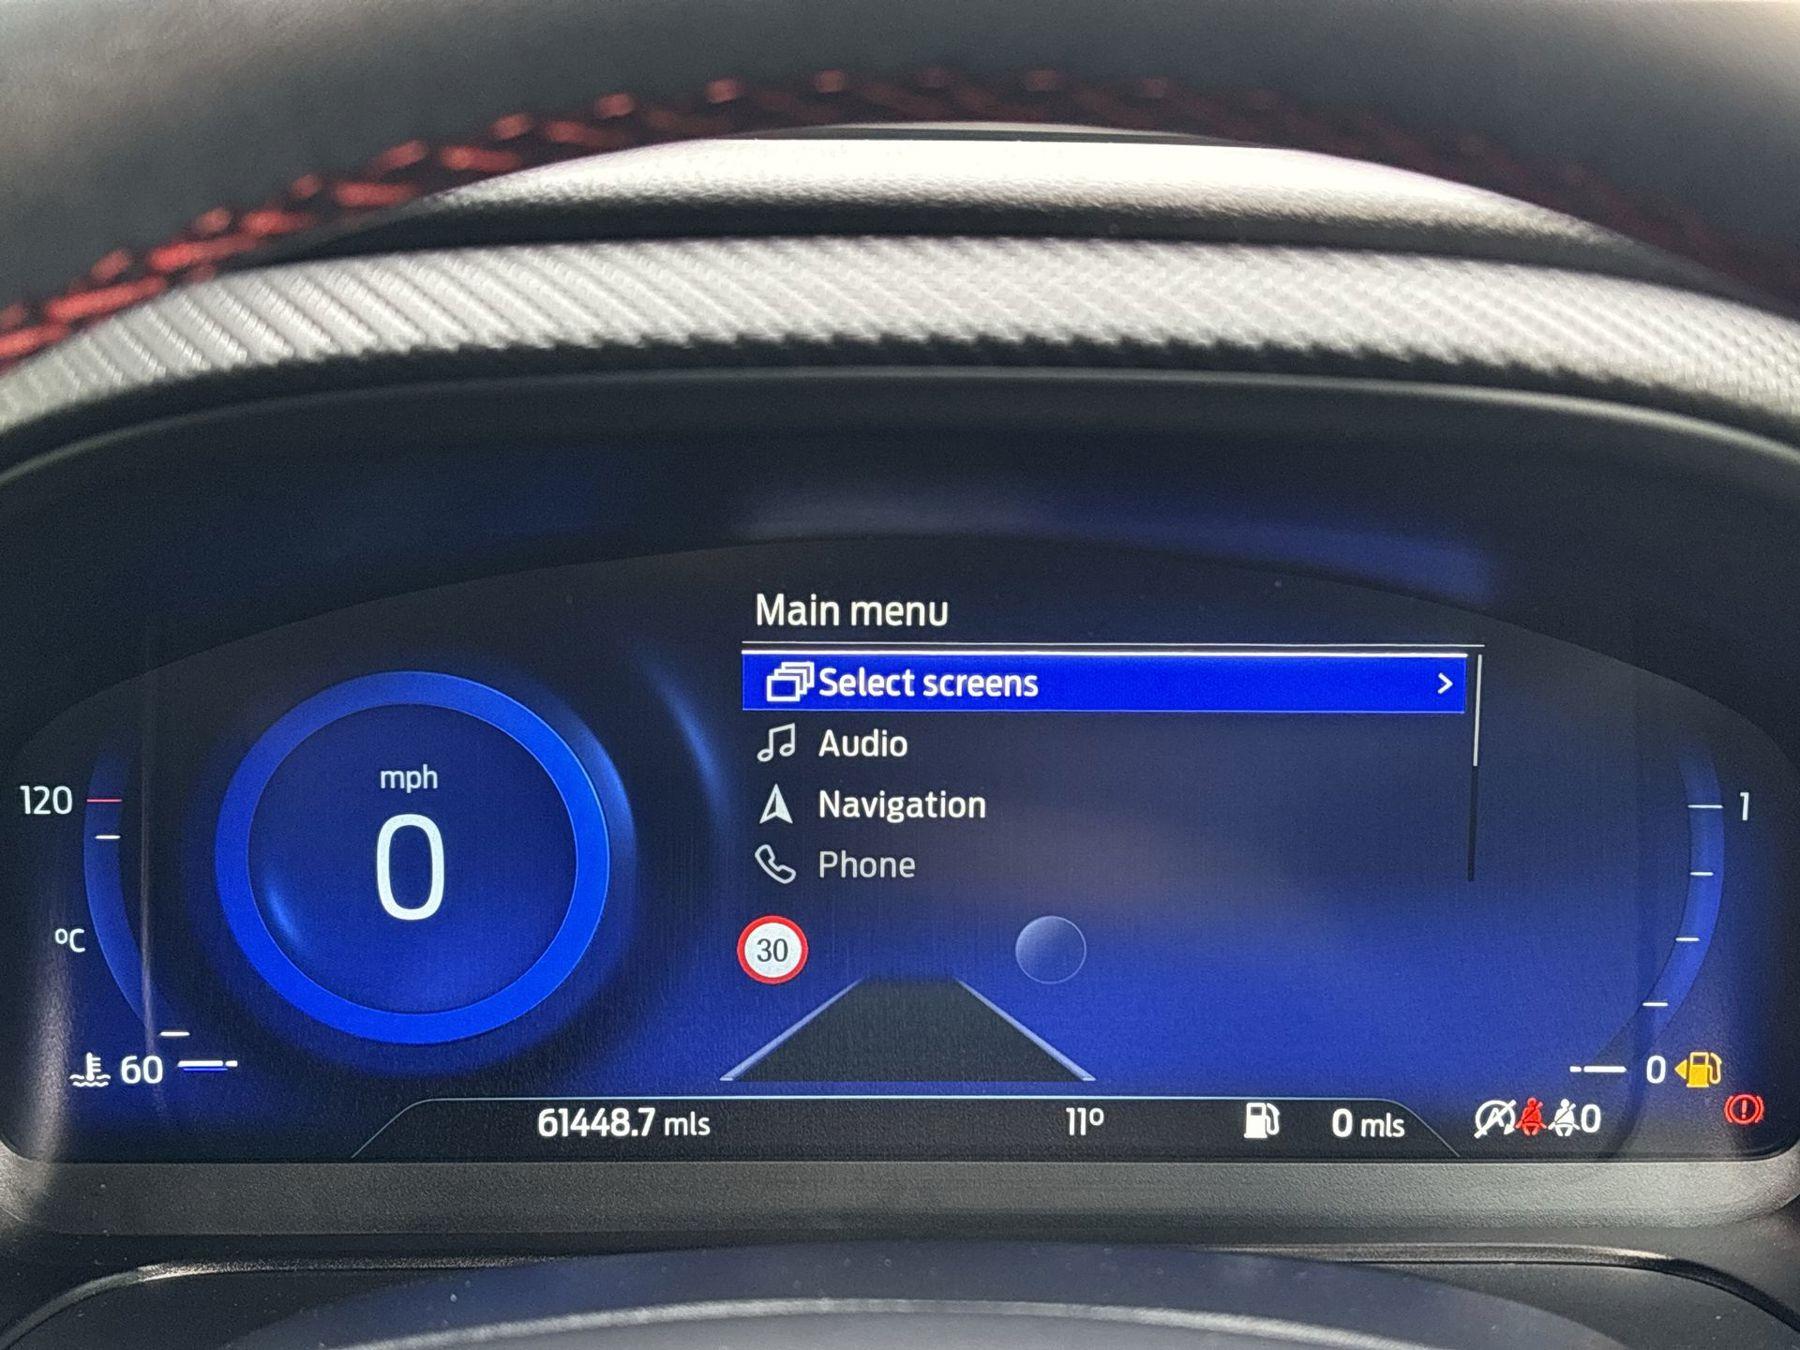 Main menu
Select screens
Audio
Navigation
Phone
mph
0
120
°C
60
30
1
0
61448.7 mls
11°
0 mls
0